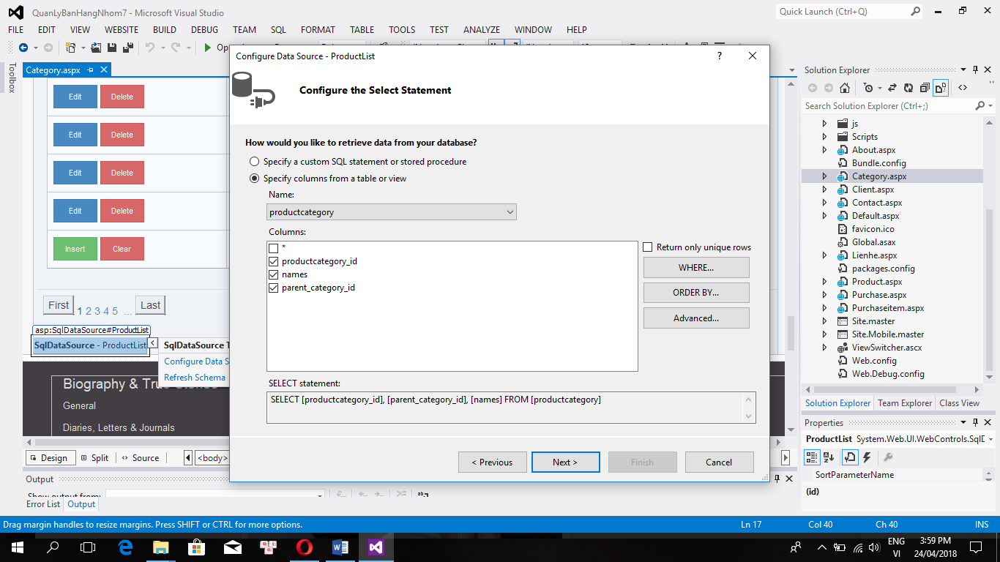 QuanLyBanHangNhom7 - Microsoft Visual Studio
Quick Launch (Ctrl+Q)
FILE EDIT VIEW WEBSITE BUILD DEBUG TEAM SQL FORMAT TABLE TOOLS TEST ANALYZE WINDOW HELP
Toolbox
Category.aspx
Edit Delete
Edit Delete
Edit Delete
Edit Delete
Insert Clear
First 1 2 3 4 5 ... Last
asp:SqlDataSource#ProductList
SqlDataSource - ProductList
SqlDataSource T
Configure Data S
Refresh Schema
Biography & True Stories
General
Diaries, Letters & Journals
Design Split Source <body>
Output
Show output from:
Error List Output
Configure Data Source - ProductList
?
Configure the Select Statement
How would you like to retrieve data from your database?
Specify a custom SQL statement or stored procedure
Specify columns from a table or view
Name:
productcategory
Columns:
*
productcategory_id
names
parent_category_id
Return only unique rows
WHERE...
ORDER BY...
Advanced...
SELECT statement:
SELECT [productcategory_id], [parent_category_id], [names] FROM [productcategory]
< Previous Next > Finish Cancel
Solution Explorer
Search Solution Explorer (Ctrl+;)
js
Scripts
About.aspx
Bundle.config
Category.aspx
Client.aspx
Contact.aspx
Default.aspx
favicon.ico
Global.asax
Lienhe.aspx
packages.config
Product.aspx
Purchase.aspx
Purchaseitem.aspx
Site.master
Site.Mobile.master
ViewSwitcher.ascx
Web.config
Web.Debug.config
Solution Explorer Team Explorer Class View
Properties
ProductList System.Web.UI.WebControls.SqlD
SortParameterName
(id)
Drag margin handles to resize margins. Press SHIFT or CTRL for more options.
Ln 17 Col 40 Ch 40 INS
ENG
VI
3:59 PM
24/04/2018